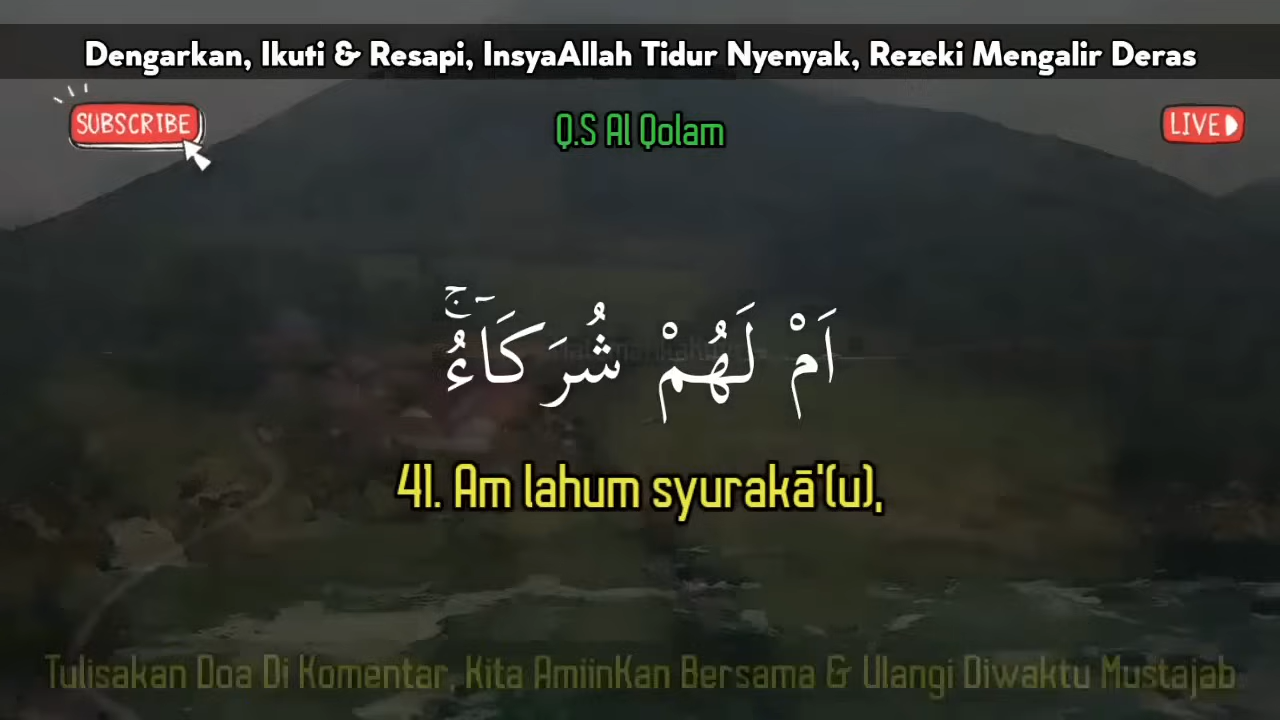 Dengarkan, Ikuti & Resapi, InsyaAllah Tidur Nyenyak, Rezeki Mengalir Deras
SUBSCRIBE
Q.S Al Qolam
LIVE
اَمْ لَهُمْ شُرَكَاۤءُۚ
41. Am lahum syurakā'(u),
Tulisakan Doa Di Komentar, Kita AmiinKan Bersama & Ulangi Diwaktu Mustajab